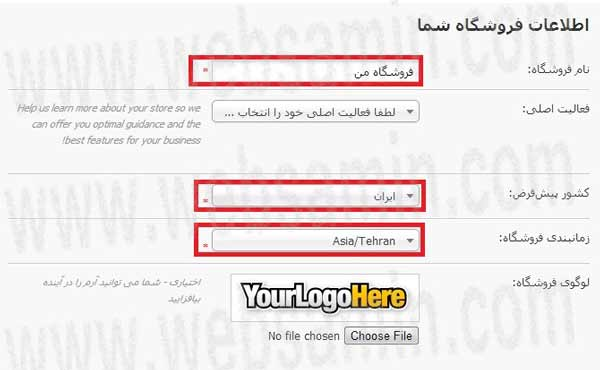 اطلاعات فروشگاه شما
نام فروشگاه:
فروشگاه من
*
فعالیت اصلی:
لطفا فعالیت اصلی خود را انتخاب ...
Help us learn more about your store so we
can offer you optimal guidance and the
!best features for your business
کشور پیش‌فرض:
ایران
*
زمانبندی فروشگاه:
Asia/Tehran
*
لوگوی فروشگاه:
YourLogoHere
اختیاری - شما می توانید آرم را در آینده
بیافزایید
Choose File No file chosen
www.websamin.com
www.websamin.com